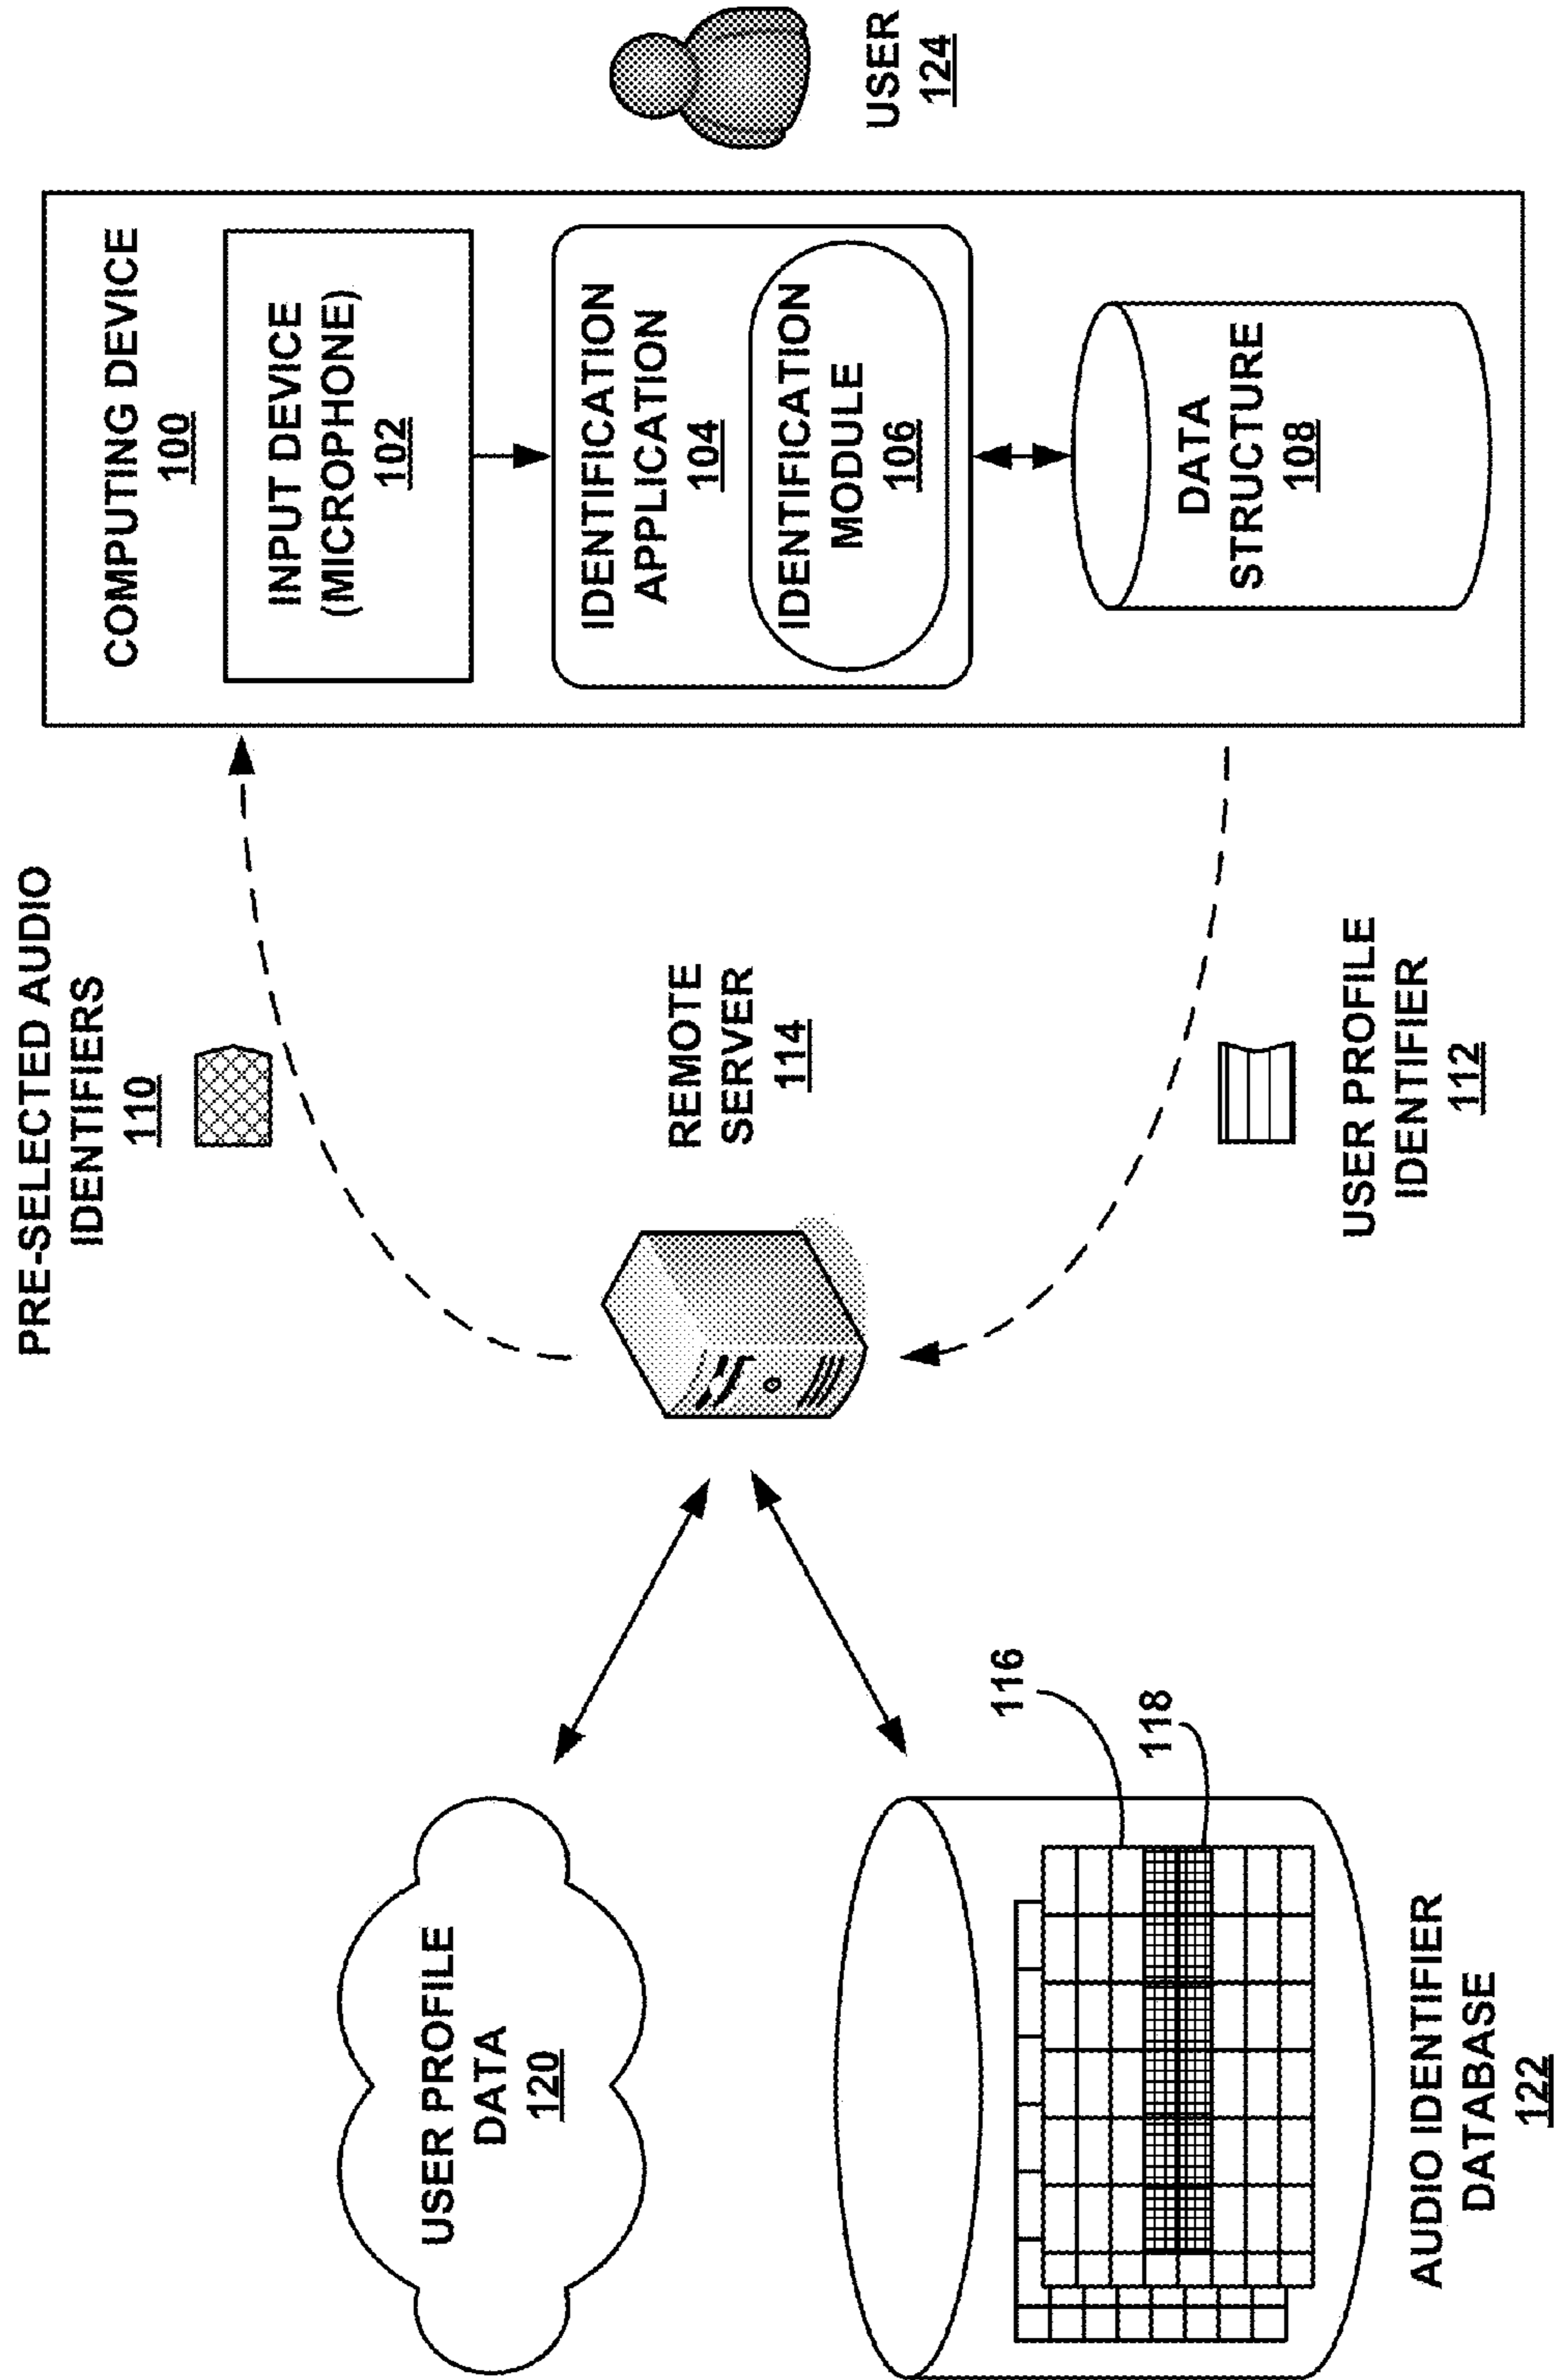 USER PROFILE
DATA
120
AUDIO IDENTIFIER
DATABASE
122
116
118
PRE-SELECTED AUDIO
IDENTIFIERS
110
REMOTE
SERVER
114
USER PROFILE
IDENTIFIER
112
COMPUTING DEVICE
100
INPUT DEVICE
(MICROPHONE)
102
IDENTIFICATION
APPLICATION
104
IDENTIFICATION
MODULE
106
DATA
STRUCTURE
108
USER
124